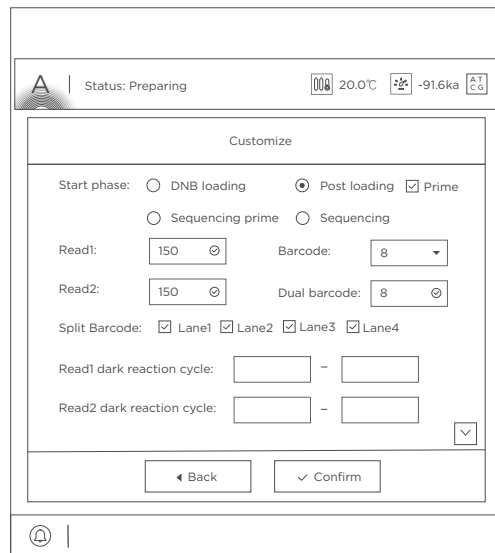 A Status: Preparing 20.0℃ -91.6ka AT CG
Customize
Start phase: DNB loading Post loading Prime
Sequencing prime Sequencing
Read1: 150 Barcode: 8
Read2: 150 Dual barcode: 8
Split Barcode: Lane1 Lane2 Lane3 Lane4
Read1 dark reaction cycle: –
Read2 dark reaction cycle: –
Back Confirm